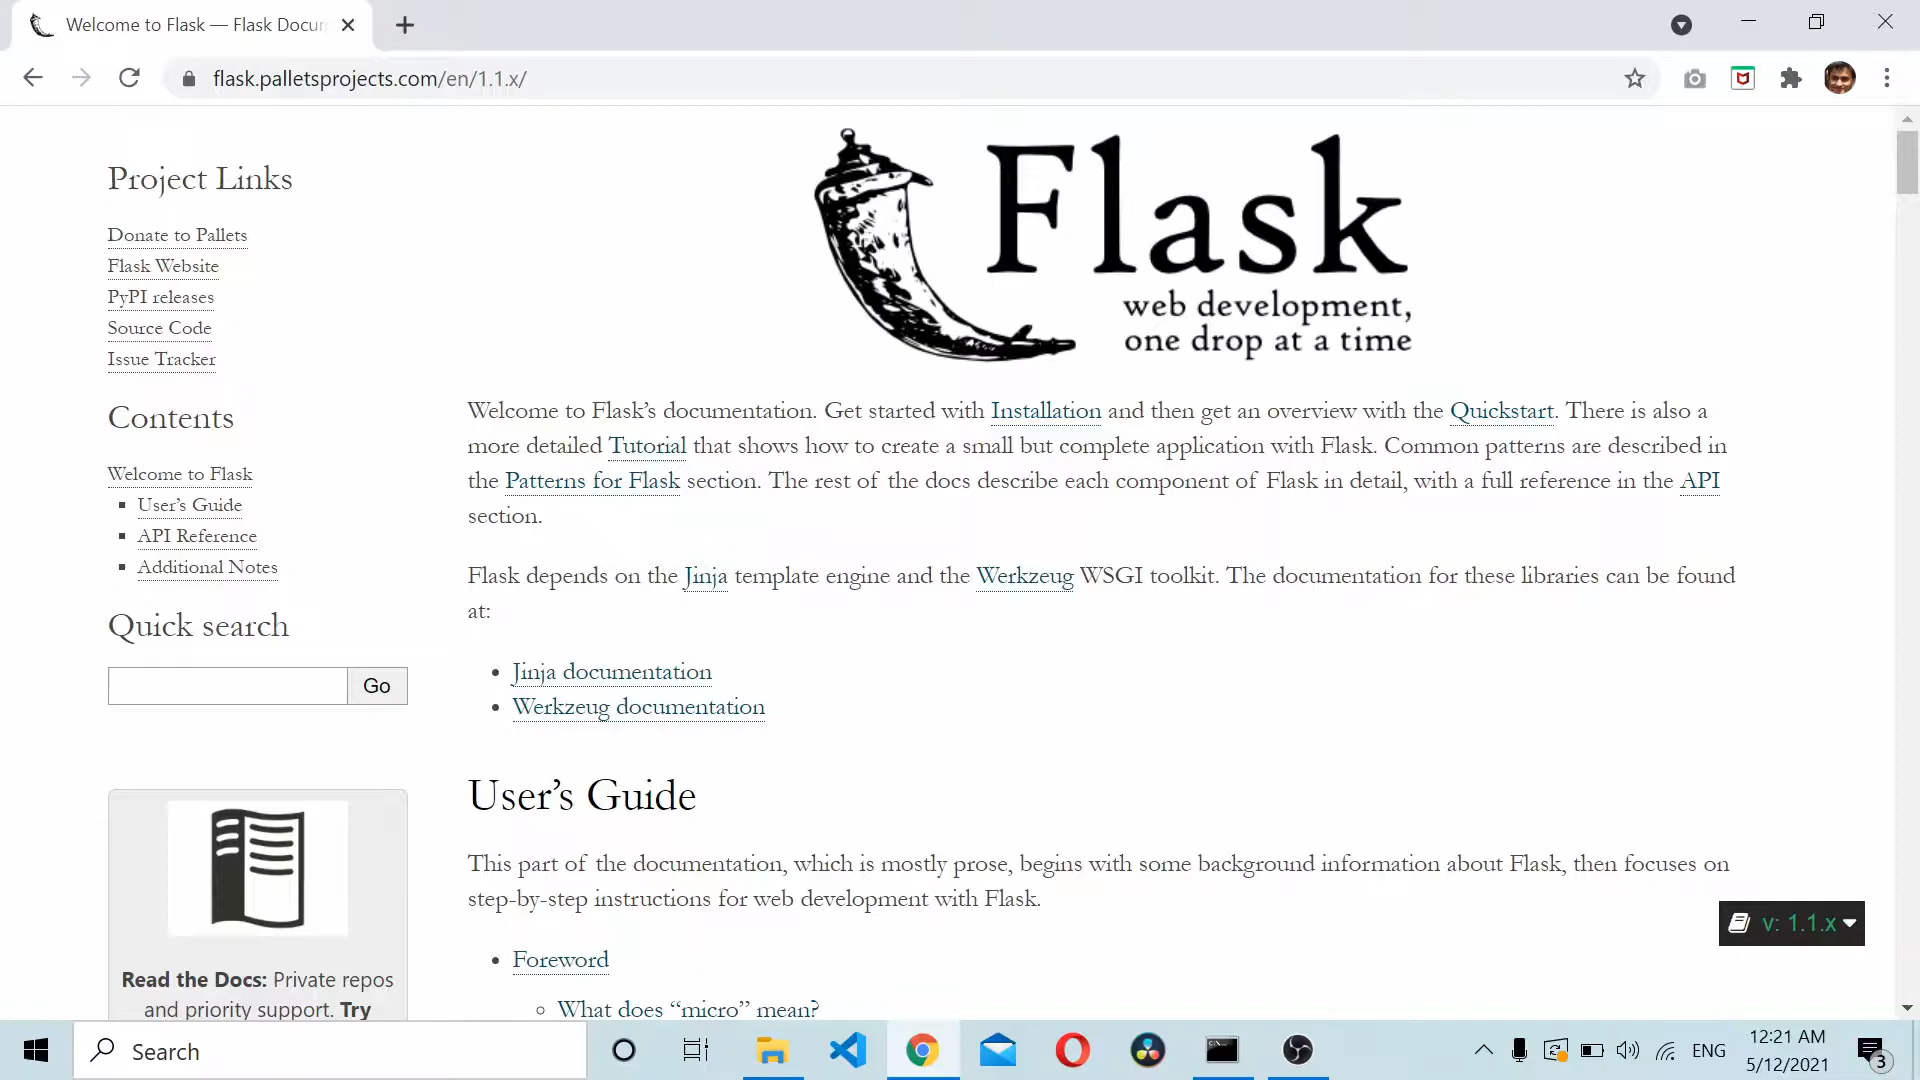 Welcome to Flask — Flask Docu
flask.palletsprojects.com/en/1.1.x/
Project Links
Donate to Pallets
Flask Website
PyPI releases
Source Code
Issue Tracker
Contents
Welcome to Flask
User's Guide
API Reference
Additional Notes
Quick search
Go
Read the Docs: Private repos
and priority support. Try
Flask
web development,
one drop at a time
Welcome to Flask's documentation. Get started with Installation and then get an overview with the Quickstart. There is also a
more detailed Tutorial that shows how to create a small but complete application with Flask. Common patterns are described in
the Patterns for Flask section. The rest of the docs describe each component of Flask in detail, with a full reference in the API
section.
Flask depends on the Jinja template engine and the Werkzeug WSGI toolkit. The documentation for these libraries can be found
at:
Jinja documentation
Werkzeug documentation
User's Guide
This part of the documentation, which is mostly prose, begins with some background information about Flask, then focuses on
step-by-step instructions for web development with Flask.
Foreword
What does “micro” mean?
v: 1.1.x
Search
ENG
12:21 AM
5/12/2021
3